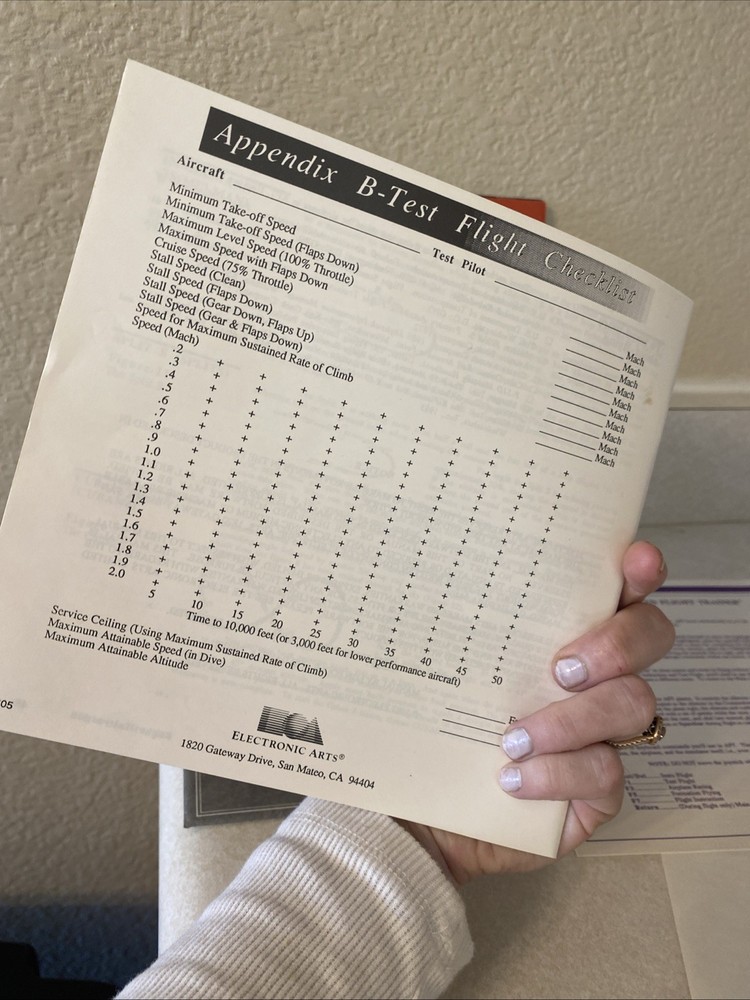 Appendix B-Test Flight Checklist
Aircraft Test Pilot
Minimum Take-off Speed Mach
Minimum Take-off Speed (Flaps Down) Mach
Maximum Level Speed (100% Throttle) Mach
Maximum Speed with Flaps Down Mach
Cruise Speed (75% Throttle) Mach
Stall Speed (Clean) Mach
Stall Speed (Flaps Down) Mach
Stall Speed (Gear Down, Flaps Up) Mach
Stall Speed (Gear & Flaps Down) Mach
Speed for Maximum Sustained Rate of Climb
Speed (Mach)
.2
.3
.4
.5
.6
.7
.8
.9
1.0
1.1
1.2
1.3
1.4
1.5
1.6
1.7
1.8
1.9
2.0
5 10 15 20 25 30 35 40 45 50
Time to 10,000 feet (or 3,000 feet for lower performance aircraft)
Service Ceiling (Using Maximum Sustained Rate of Climb)
Maximum Attainable Speed (in Dive)
Maximum Attainable Altitude
05
ELECTRONIC ARTS®
1820 Gateway Drive, San Mateo, CA 94404